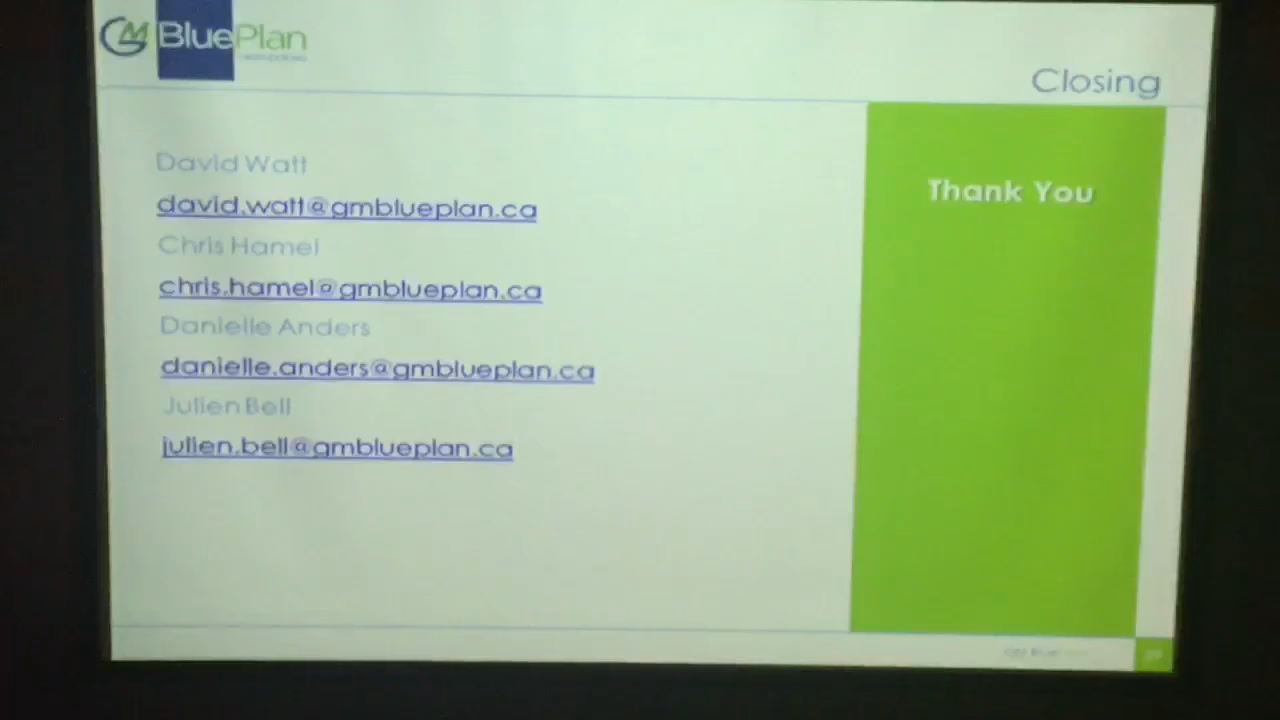 GM BluePlan
Closing
David Watt
david.watt@gmblueplan.ca
Chris Hamel
chris.hamel@gmblueplan.ca
Danielle Anders
danielle.anders@gmblueplan.ca
Julien Bell
julien.bell@gmblueplan.ca
Thank You